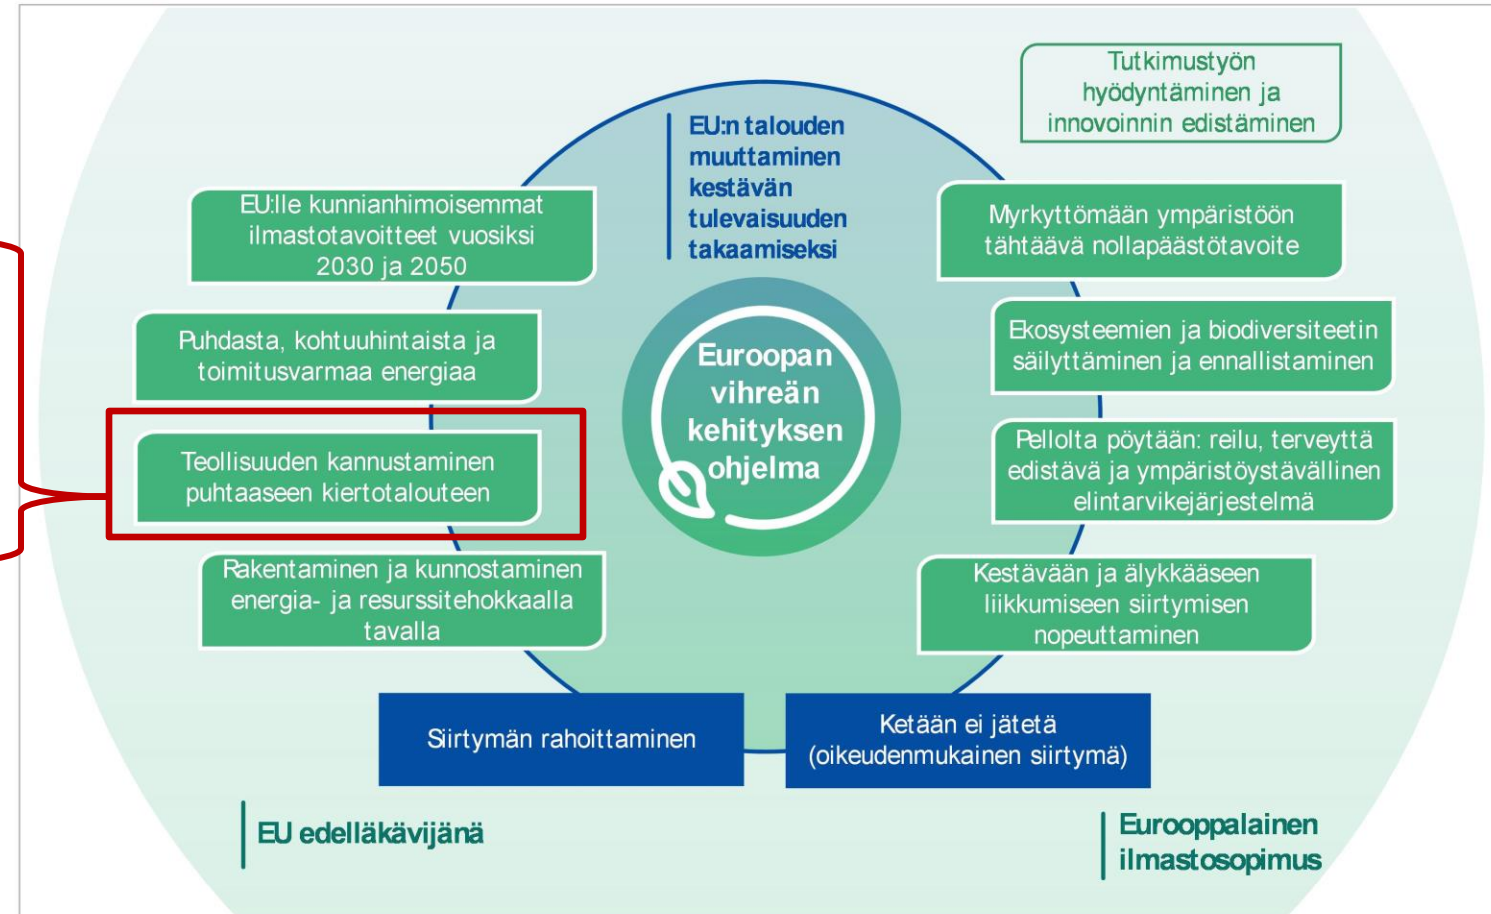 Tutkimustyön
hyödyntäminen ja
innovoinnin edistäminen
EU:n talouden
muuttaminen
kestävän
tulevaisuuden
takaamiseksi
EU:lle kunnianhimoisemmat
ilmastotavoitteet vuosiksi
2030 ja 2050
Myrkyttömään ympäristöön
tähtäävä nollapäästötavoite
Puhdasta, kohtuuhintaista ja
toimitusvarmaa energiaa
Ekosysteemien ja biodiversiteetin
säilyttäminen ja ennallistaminen
Euroopan
vihreän
kehityksen
ohjelma
Teollisuuden kannustaminen
puhtaaseen kiertotalouteen
Pellolta pöytään: reilu, terveyttä
edistävä ja ympäristöystävällinen
elintarvikejärjestelmä
Rakentaminen ja kunnostaminen
energia- ja resurssitehokkaalla
tavalla
Kestävään ja älykkääseen
liikkumiseen siirtymisen
nopeuttaminen
Siirtymän rahoittaminen
Ketään ei jätetä
(oikeudenmukainen siirtymä)
EU edelläkävijänä
Eurooppalainen
ilmastosopimus